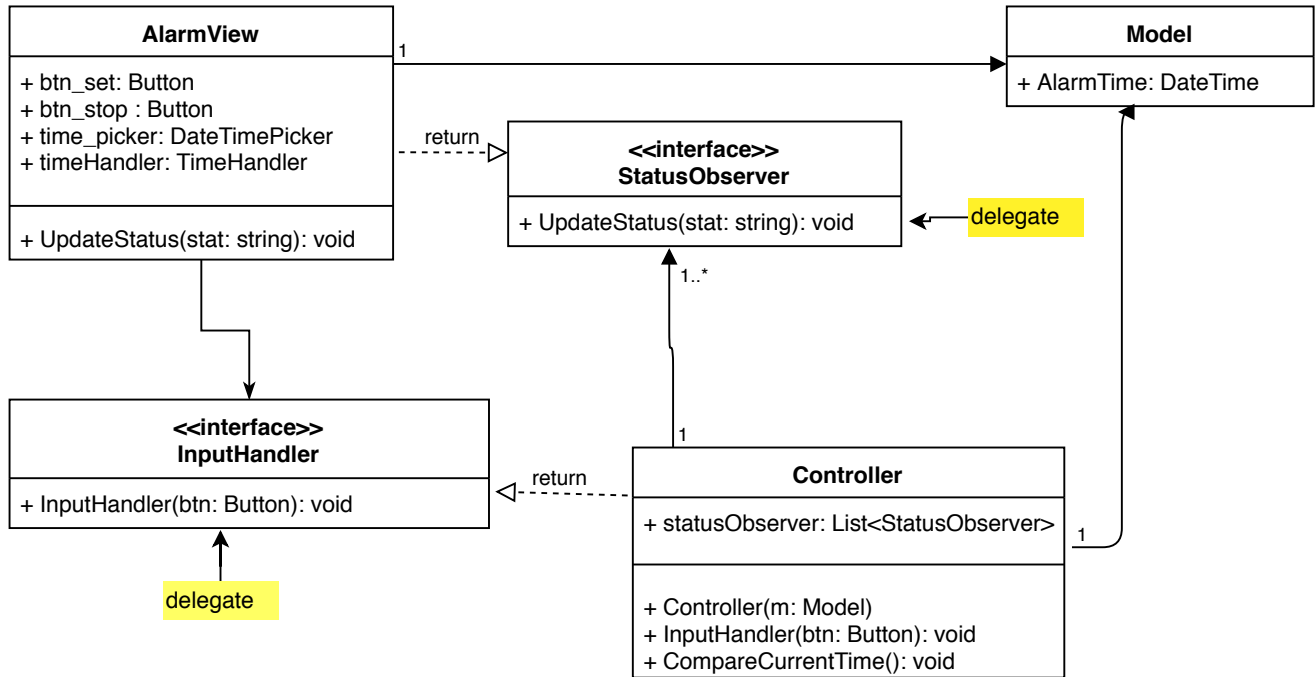 AlarmView
+ btn_set: Button
+ btn_stop : Button
+ time_picker: DateTimePicker
+ timeHandler: TimeHandler
+ UpdateStatus(stat: string): void
1
Model
+ AlarmTime: DateTime
return
<<interface>>
StatusObserver
+ UpdateStatus(stat: string): void
delegate
1..*
<<interface>>
InputHandler
+ InputHandler(btn: Button): void
delegate
return
1
Controller
+ statusObserver: List<StatusObserver>
+ Controller(m: Model)
+ InputHandler(btn: Button): void
+ CompareCurrentTime(): void
1